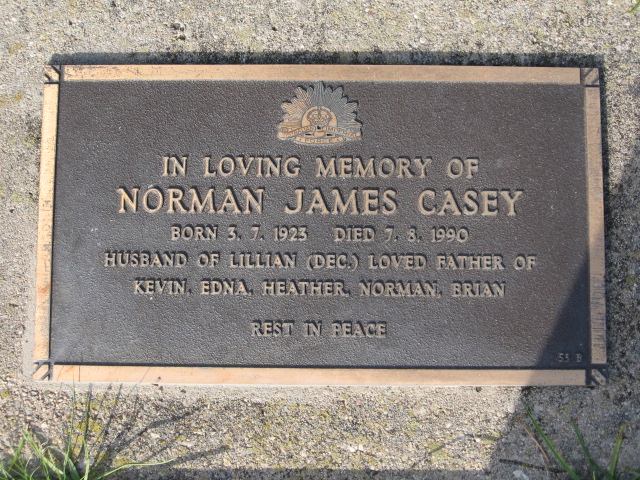 IN LOVING MEMORY OF
NORMAN JAMES CASEY
BORN 3. 7. 1923 DIED 7. 8. 1990
HUSBAND OF LILLIAN (DEC.) LOVED FATHER OF
KEVIN, EDNA, HEATHER, NORMAN, BRIAN
REST IN PEACE